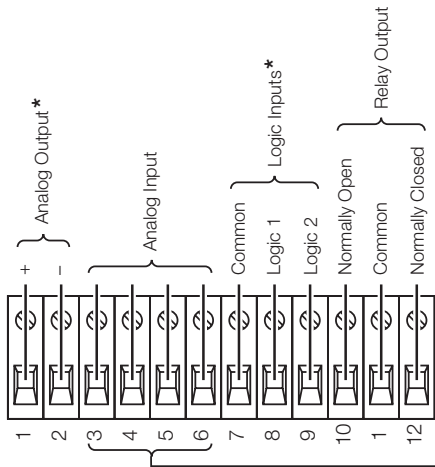 1
2
3
4
5
6
7
8
9
10
1
12
+
–
Common
Logic 1
Logic 2
Normally Open
Common
Normally Closed
Analog Output*
Analog Input
Logic Inputs*
Relay Output